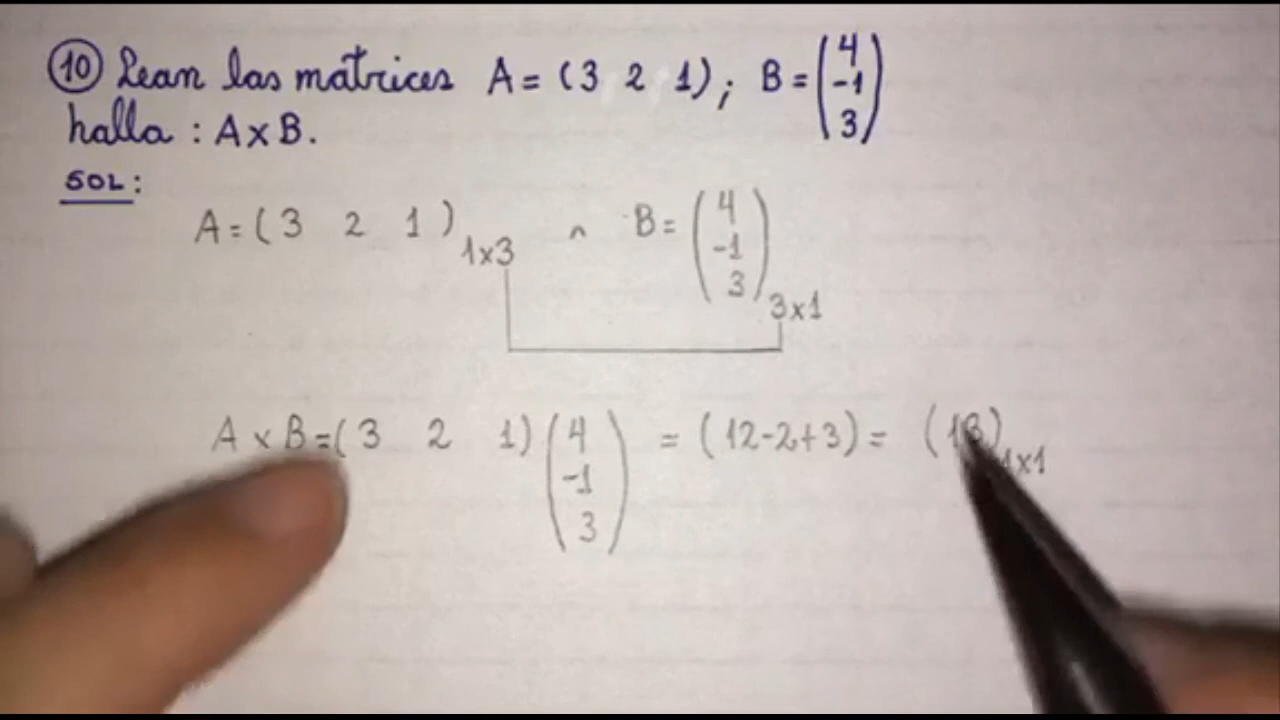 10 Sean las matrices A = (3 2 1); B = (4 -1 3)
halla : A x B.
SOL:
A = (3 2 1) 1x3 ^ B = (4 -1 3) 3x1
A x B = (3 2 1) (4 -1 3) = (12-2+3) = (13) 1x1